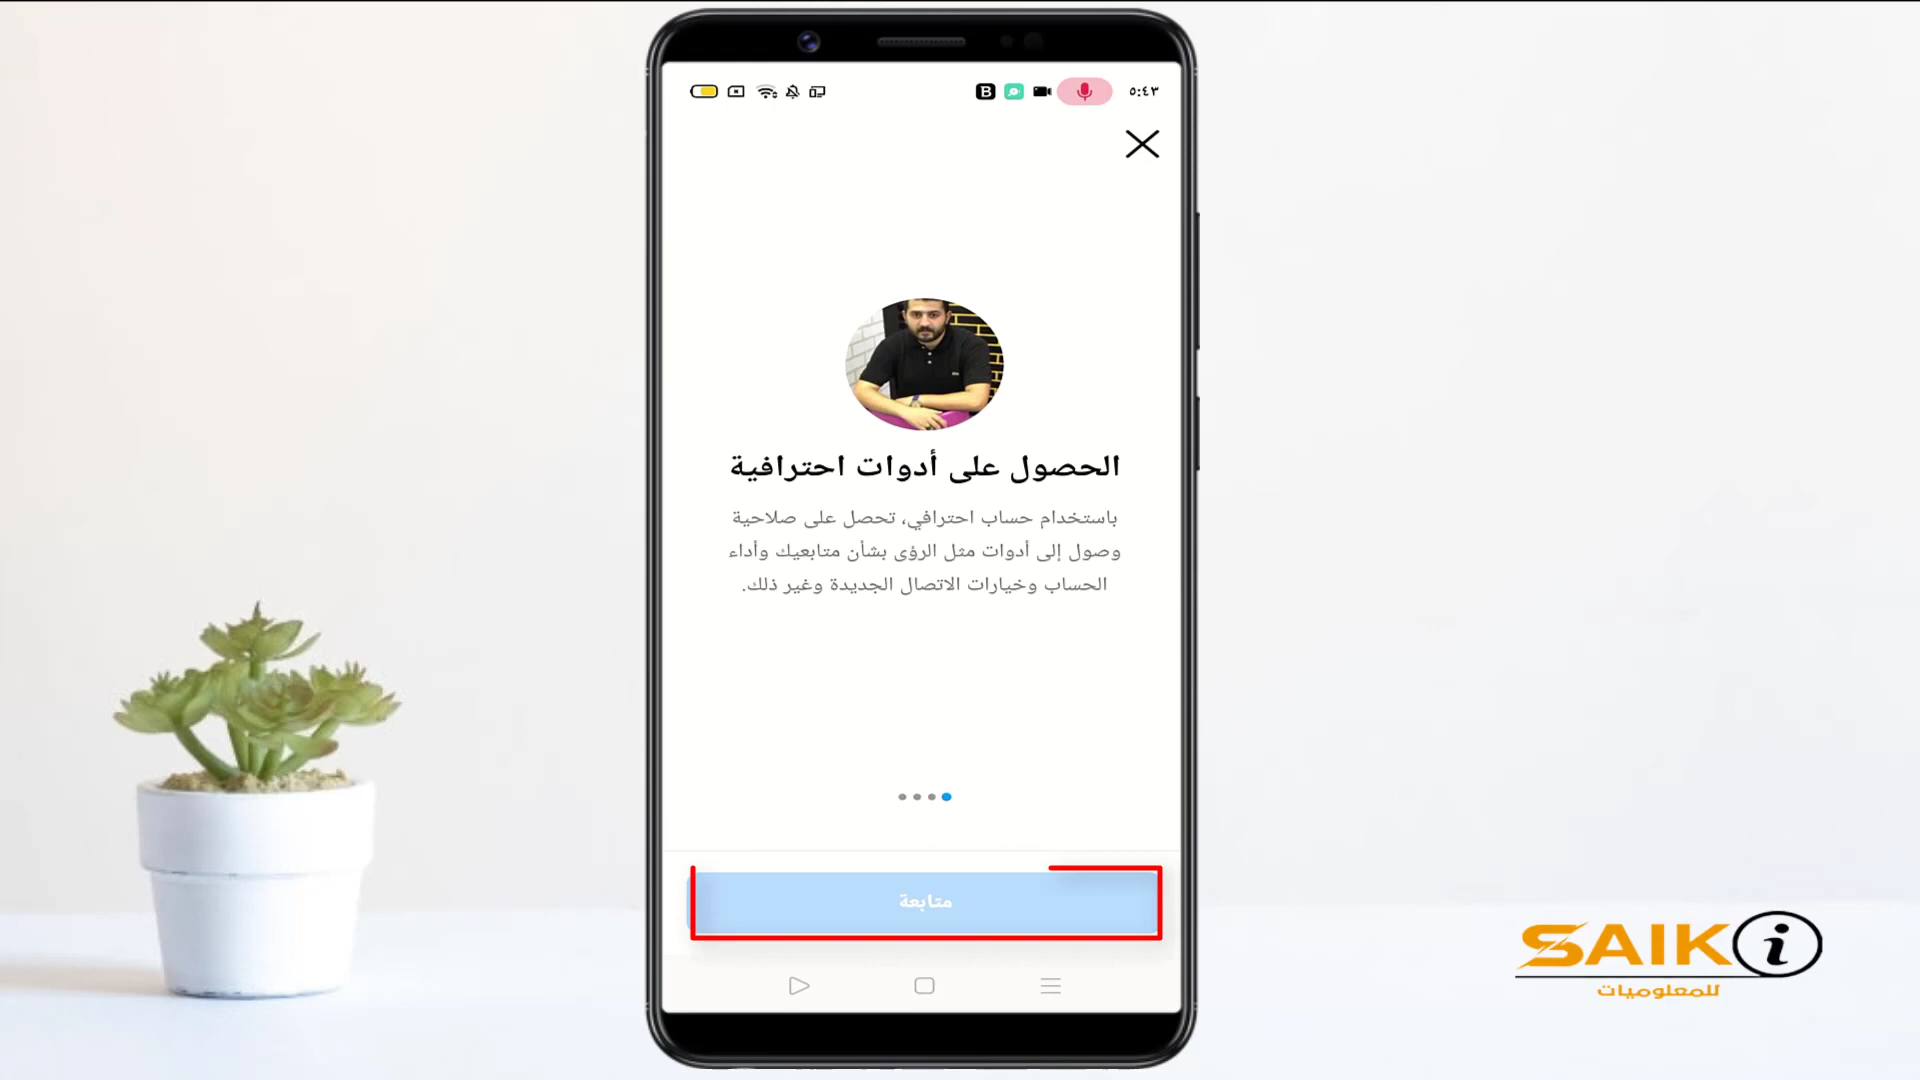 ٥:٤٣
الحصول على أدوات احترافية
باستخدام حساب احترافي، تحصل على صلاحية
وصول إلى أدوات مثل الرؤى بشأن متابعيك وأداء
الحساب وخيارات الاتصال الجديدة وغير ذلك.
متابعة
SAIKi
للمعلوميات